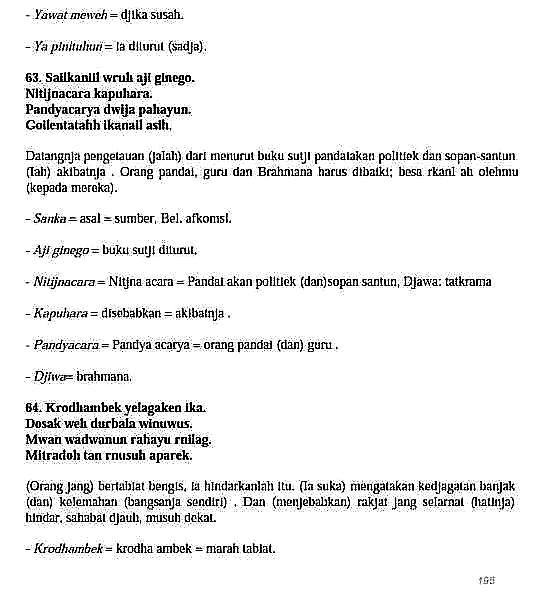 - Yawat meweh = djika susah.
- Ya pinituhun = ia diturut (sadja).
63. Sailkanlil wruh aji ginego.
Nitijnacara kapuhara.
Pandyacarya dwija pahayun.
Goilentatahh ikanail asih.
Datangnja pengetauan (jalah) dari menurut buku sutji pandaiakan politiek dan sopan-santun
(lah) akibatnja . Orang pandai, guru dan Brahmana harus dibaiki; besa rkanl ah olehmu
(kepada mereka).
- Sanka = asal = sumber, Bel. afkomsl.
- Aji ginego = buku sutji diturut.
- Nitijnacara = Nitjna acara = Pandai akan politiek (dan)sopan santun, Djawa: tatkrama
- Kapuhara = disebabkan = akibatnja .
- Pandyacara = Pandya acarya = orang pandai (dan) guru .
- Djiwa= brahmana.
64. Krodhambek yelagaken ika.
Dosak weh durbala winuwus.
Mwan wadwanun rahayu rnilag.
Mitradoh tan rnusuh aparek.
(Orang jang) bertabiat bengis, ia hindarkanlah itu. (Ia suka) mengatakan kedjagatan banjak
(dan) kelemahan (bangsanja sendiri) . Dan (menjebabkan) rakjat jang selarnat (hatinja)
hindar, sahabat djauh, musuh dekat.
- Krodhambek = krodha ambek = marah tabiat.
195